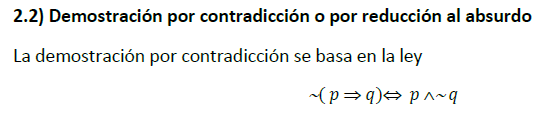 2.2) Demostración por contradicción o por reducción al absurdo
La demostración por contradicción se basa en la ley
~( p ⇒ q)⇔ p ∧~ q